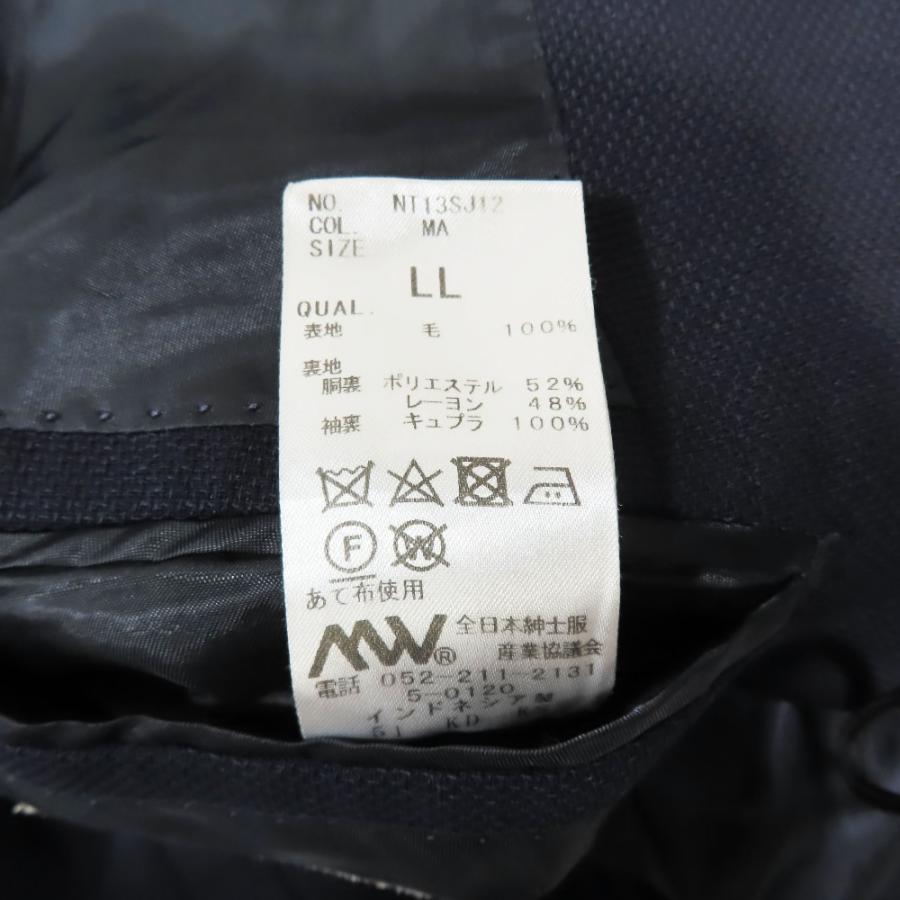 NO. NT13SJ12
COL. MA
SIZE
LL
QUAL.
表地 毛 100%
裏地
胴裏 ポリエステル 52%
レーヨン 48%
袖裏 キュプラ 100%
F W
あて布使用
MW® 全日本紳士服
産業協議会
電話 052-211-2131
5-0120
インドネシア製
KD